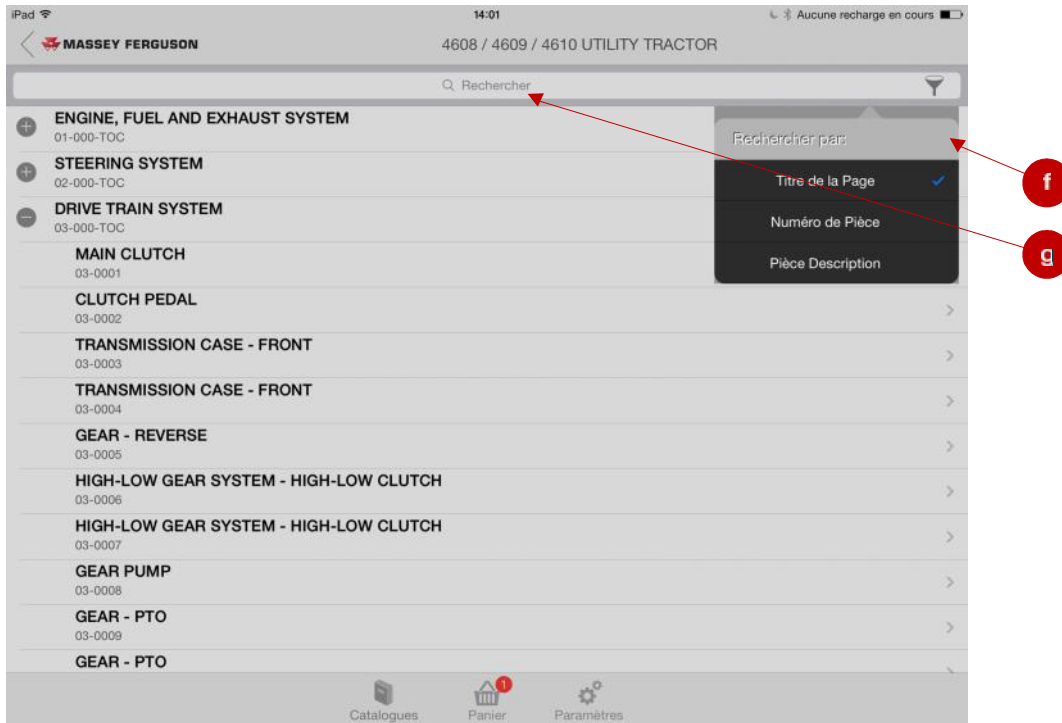 iPad 14:01 Aucune recharge en cours
MASSEY FERGUSON 4608 / 4609 / 4610 UTILITY TRACTOR
Rechercher
ENGINE, FUEL AND EXHAUST SYSTEM
01-000-TOC
Rechercher par:
STEERING SYSTEM
02-000-TOC
Titre de la Page
f
DRIVE TRAIN SYSTEM
03-000-TOC
Numéro de Pièce
MAIN CLUTCH
03-0001
Pièce Description
g
CLUTCH PEDAL
03-0002
TRANSMISSION CASE - FRONT
03-0003
TRANSMISSION CASE - FRONT
03-0004
GEAR - REVERSE
03-0005
HIGH-LOW GEAR SYSTEM - HIGH-LOW CLUTCH
03-0006
HIGH-LOW GEAR SYSTEM - HIGH-LOW CLUTCH
03-0007
GEAR PUMP
03-0008
GEAR - PTO
03-0009
GEAR - PTO
1
Catalogues Panier Paramètres